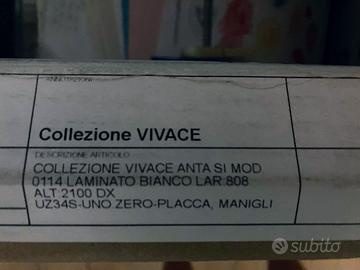 Collezione VIVACE
DESCRIZIONE ARTICOLO
COLLEZIONE VIVACE ANTA SI MOD
0114 LAMINATO BIANCO LAR:808
ALT:2100 DX
UZ34S-UNO ZERO-PLACCA, MANIGLI
subito